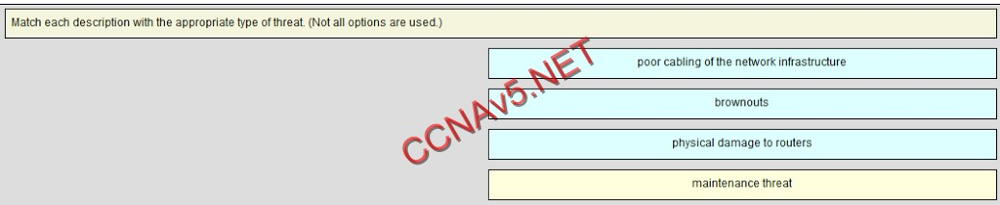 Match each description with the appropriate type of threat. (Not all options are used.)
poor cabling of the network infrastructure
brownouts
physical damage to routers
maintenance threat
CCNAv5.NET